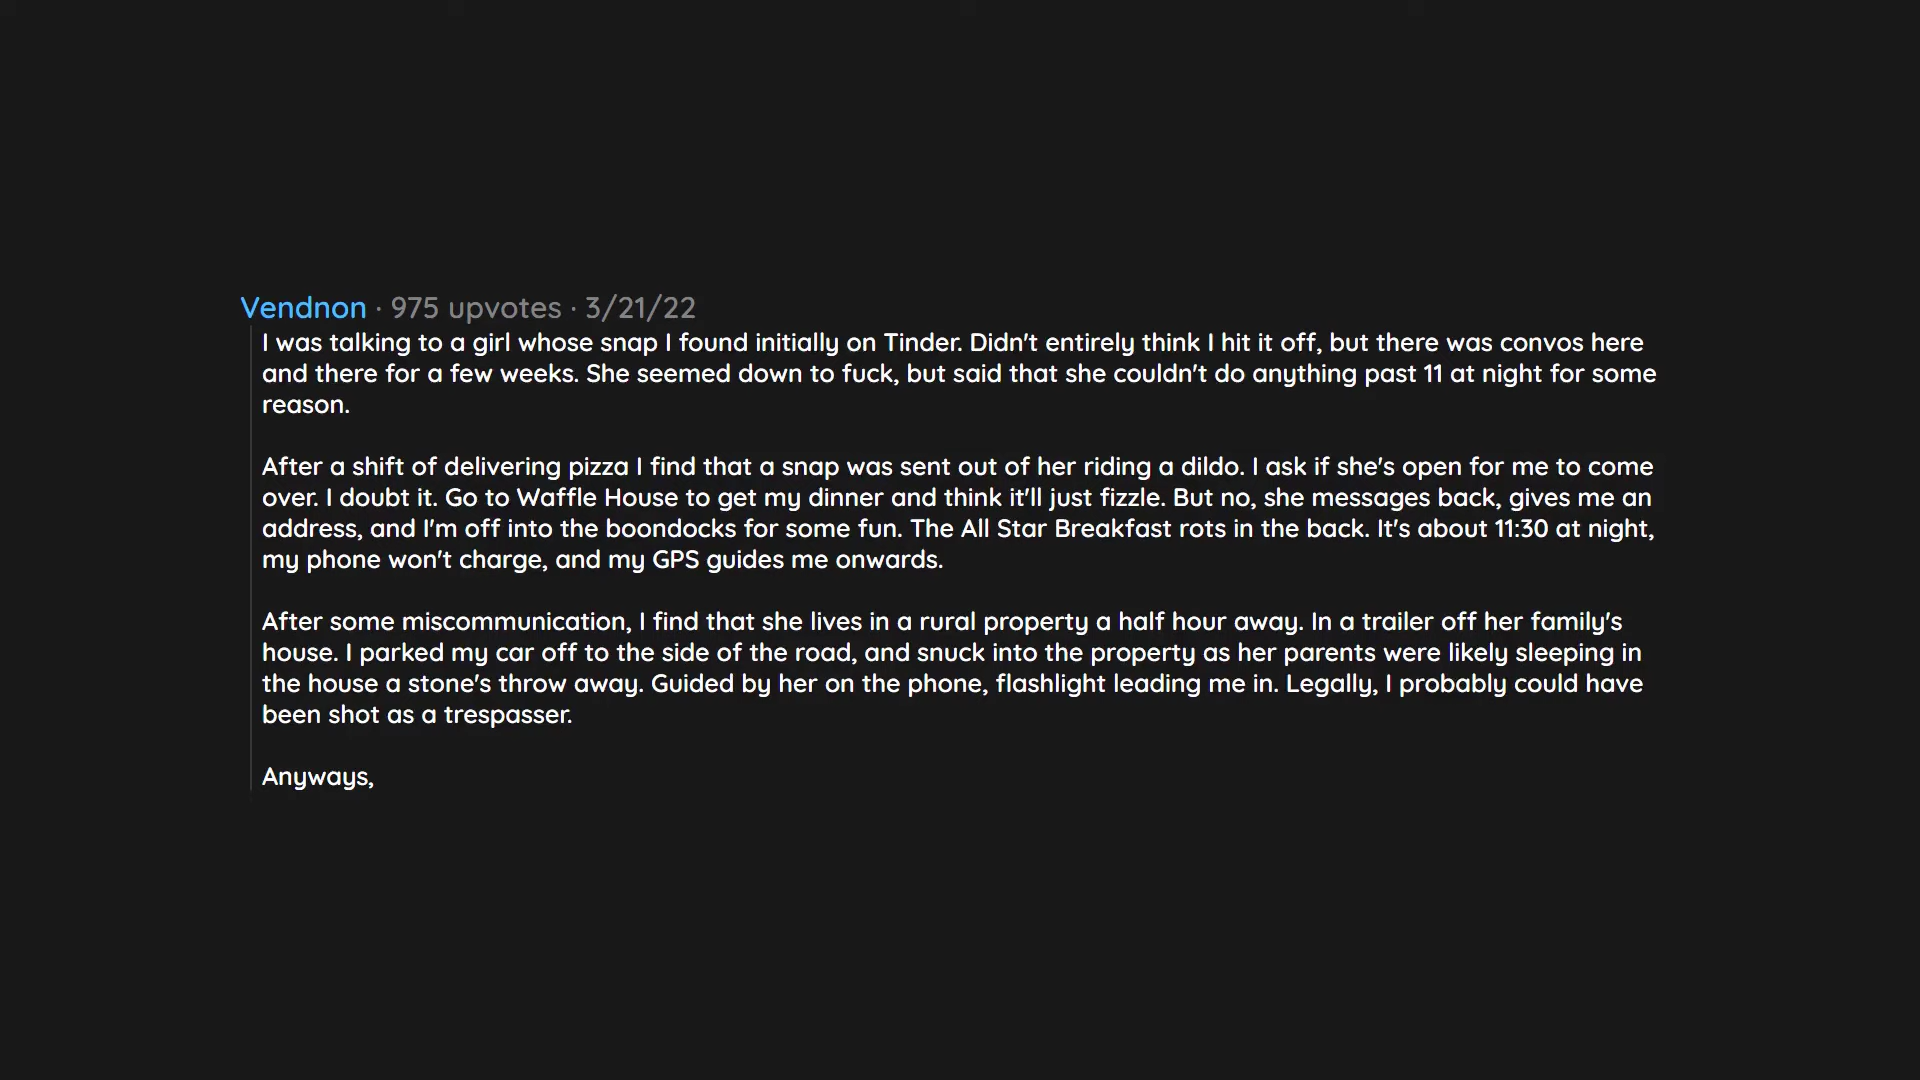 Vendnon · 975 upvotes · 3/21/22
I was talking to a girl whose snap I found initially on Tinder. Didn't entirely think I hit it off, but there was convos here
and there for a few weeks. She seemed down to fuck, but said that she couldn't do anything past 11 at night for some
reason.
After a shift of delivering pizza I find that a snap was sent out of her riding a dildo. I ask if she's open for me to come
over. I doubt it. Go to Waffle House to get my dinner and think it'll just fizzle. But no, she messages back, gives me an
address, and I'm off into the boondocks for some fun. The All Star Breakfast rots in the back. It's about 11:30 at night,
my phone won't charge, and my GPS guides me onwards.
After some miscommunication, I find that she lives in a rural property a half hour away. In a trailer off her family's
house. I parked my car off to the side of the road, and snuck into the property as her parents were likely sleeping in
the house a stone's throw away. Guided by her on the phone, flashlight leading me in. Legally, I probably could have
been shot as a trespasser.
Anyways,